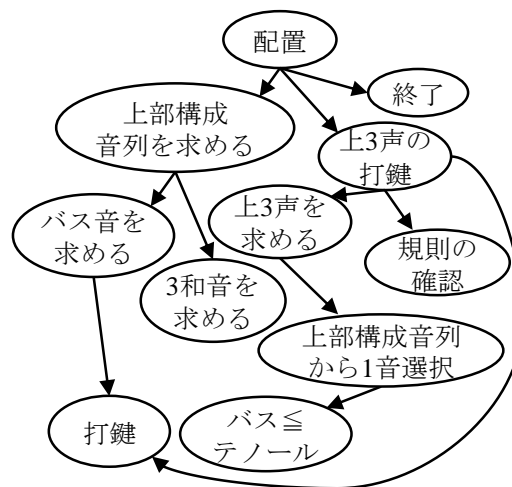 配置
上部構成
音列を求める
終了
上3声の
打鍵
バス音を
求める
上3声を
求める
規則の
確認
3和音を
求める
上部構成音列
から1音選択
打鍵
バス≦
テノール